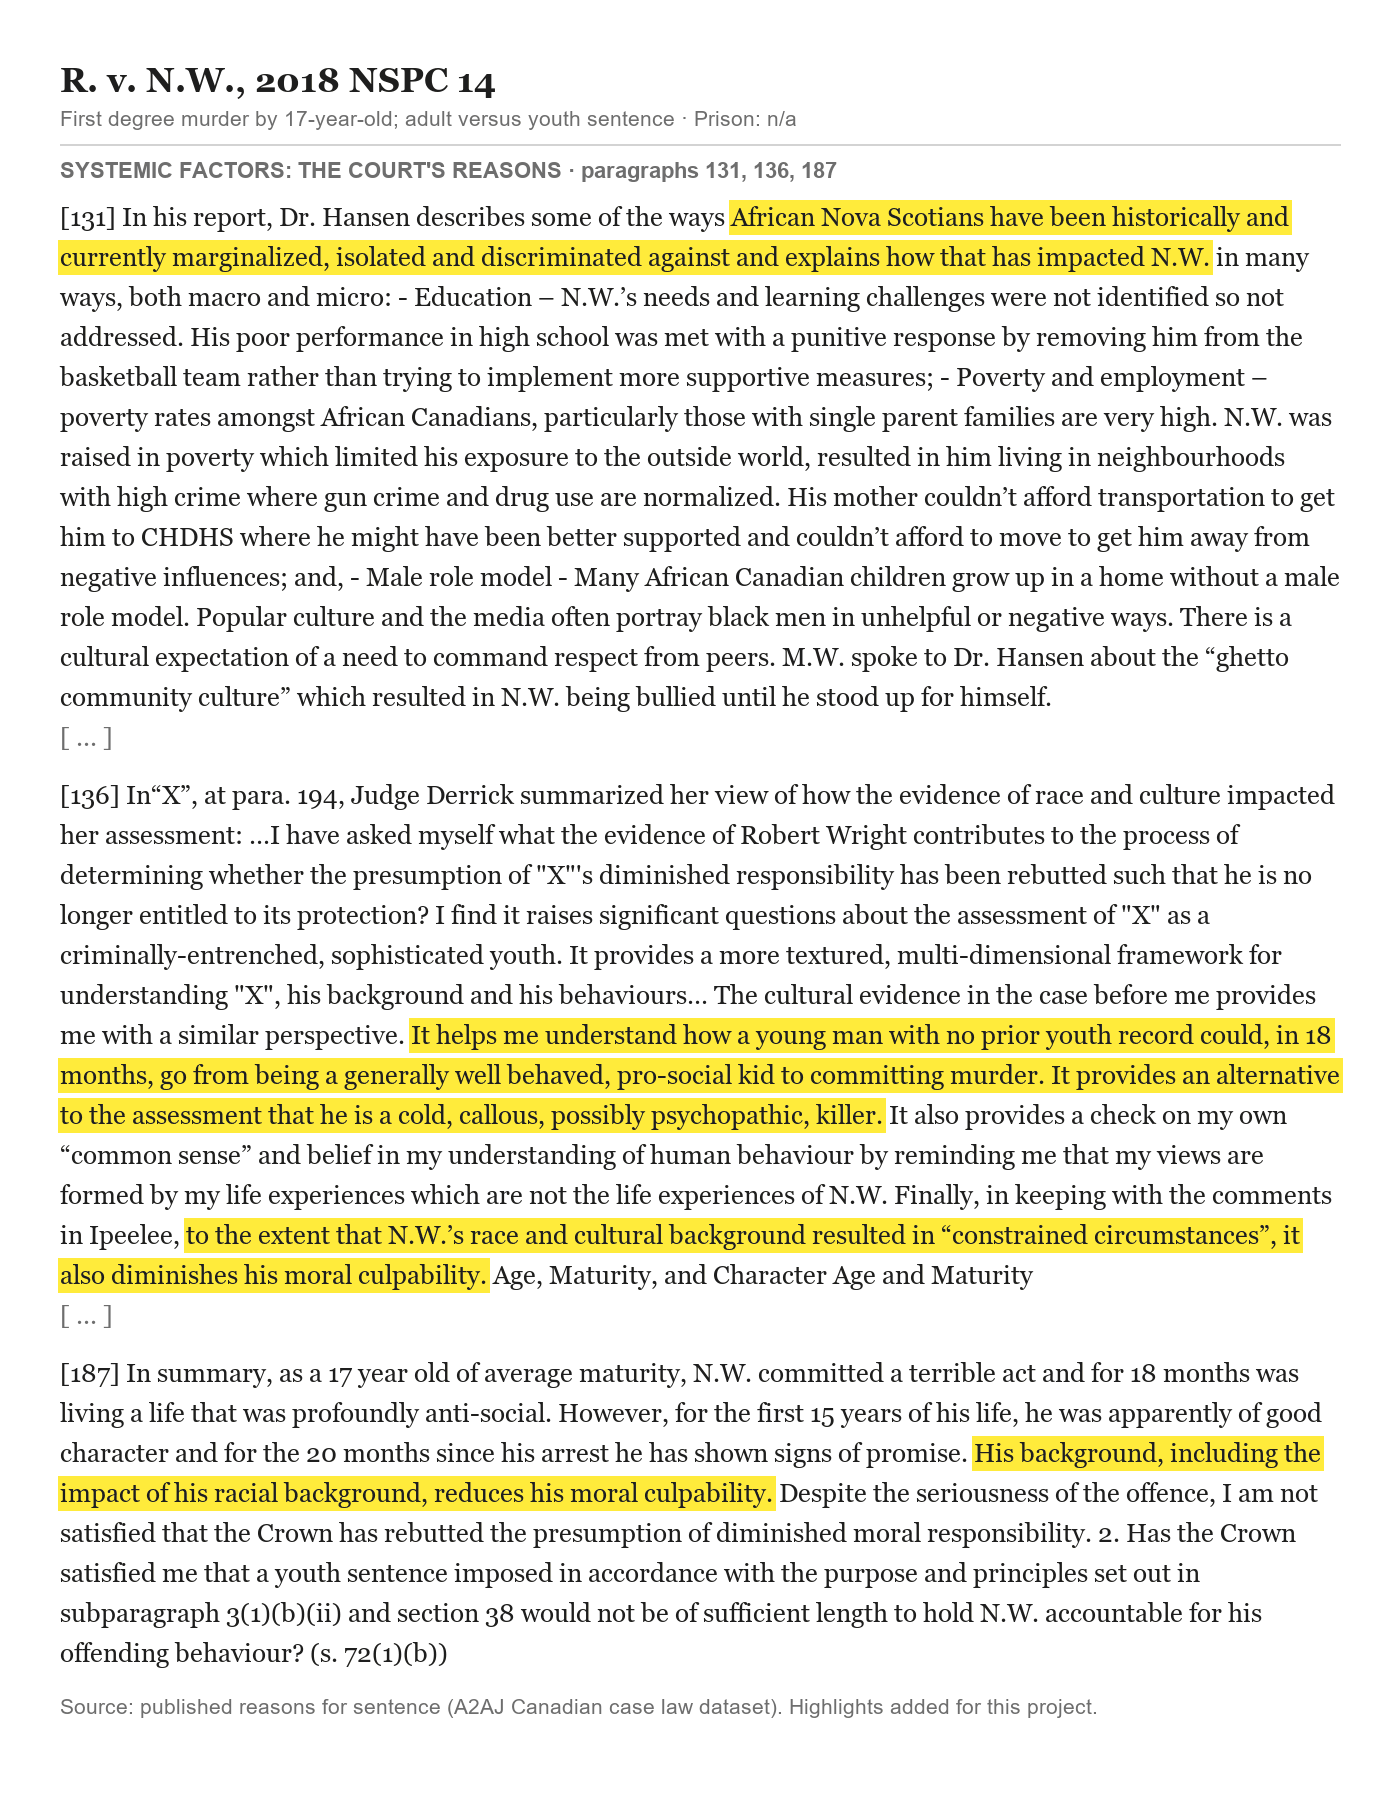 R. v. N.W., 2018 NSPC 14
First degree murder by 17-year-old; adult versus youth sentence · Prison: n/a
SYSTEMIC FACTORS: THE COURT'S REASONS · paragraphs 131, 136, 187
[131] In his report, Dr. Hansen describes some of the ways African Nova Scotians have been historically and
currently marginalized, isolated and discriminated against and explains how that has impacted N.W. in many
ways, both macro and micro: - Education – N.W.’s needs and learning challenges were not identified so not
addressed. His poor performance in high school was met with a punitive response by removing him from the
basketball team rather than trying to implement more supportive measures; - Poverty and employment –
poverty rates amongst African Canadians, particularly those with single parent families are very high. N.W. was
raised in poverty which limited his exposure to the outside world, resulted in him living in neighbourhoods
with high crime where gun crime and drug use are normalized. His mother couldn’t afford transportation to get
him to CHDHS where he might have been better supported and couldn’t afford to move to get him away from
negative influences; and, - Male role model - Many African Canadian children grow up in a home without a male
role model. Popular culture and the media often portray black men in unhelpful or negative ways. There is a
cultural expectation of a need to command respect from peers. M.W. spoke to Dr. Hansen about the “ghetto
community culture” which resulted in N.W. being bullied until he stood up for himself.
[ ... ]
[136] In“X”, at para. 194, Judge Derrick summarized her view of how the evidence of race and culture impacted
her assessment: ...I have asked myself what the evidence of Robert Wright contributes to the process of
determining whether the presumption of "X"'s diminished responsibility has been rebutted such that he is no
longer entitled to its protection? I find it raises significant questions about the assessment of "X" as a
criminally-entrenched, sophisticated youth. It provides a more textured, multi-dimensional framework for
understanding "X", his background and his behaviours... The cultural evidence in the case before me provides
me with a similar perspective. It helps me understand how a young man with no prior youth record could, in 18
months, go from being a generally well behaved, pro-social kid to committing murder. It provides an alternative
to the assessment that he is a cold, callous, possibly psychopathic, killer. It also provides a check on my own
“common sense” and belief in my understanding of human behaviour by reminding me that my views are
formed by my life experiences which are not the life experiences of N.W. Finally, in keeping with the comments
in Ipeelee, to the extent that N.W.’s race and cultural background resulted in “constrained circumstances”, it
also diminishes his moral culpability. Age, Maturity, and Character Age and Maturity
[ ... ]
[187] In summary, as a 17 year old of average maturity, N.W. committed a terrible act and for 18 months was
living a life that was profoundly anti-social. However, for the first 15 years of his life, he was apparently of good
character and for the 20 months since his arrest he has shown signs of promise. His background, including the
impact of his racial background, reduces his moral culpability. Despite the seriousness of the offence, I am not
satisfied that the Crown has rebutted the presumption of diminished moral responsibility. 2. Has the Crown
satisfied me that a youth sentence imposed in accordance with the purpose and principles set out in
subparagraph 3(1)(b)(ii) and section 38 would not be of sufficient length to hold N.W. accountable for his
offending behaviour? (s. 72(1)(b))
Source: published reasons for sentence (A2AJ Canadian case law dataset). Highlights added for this project.